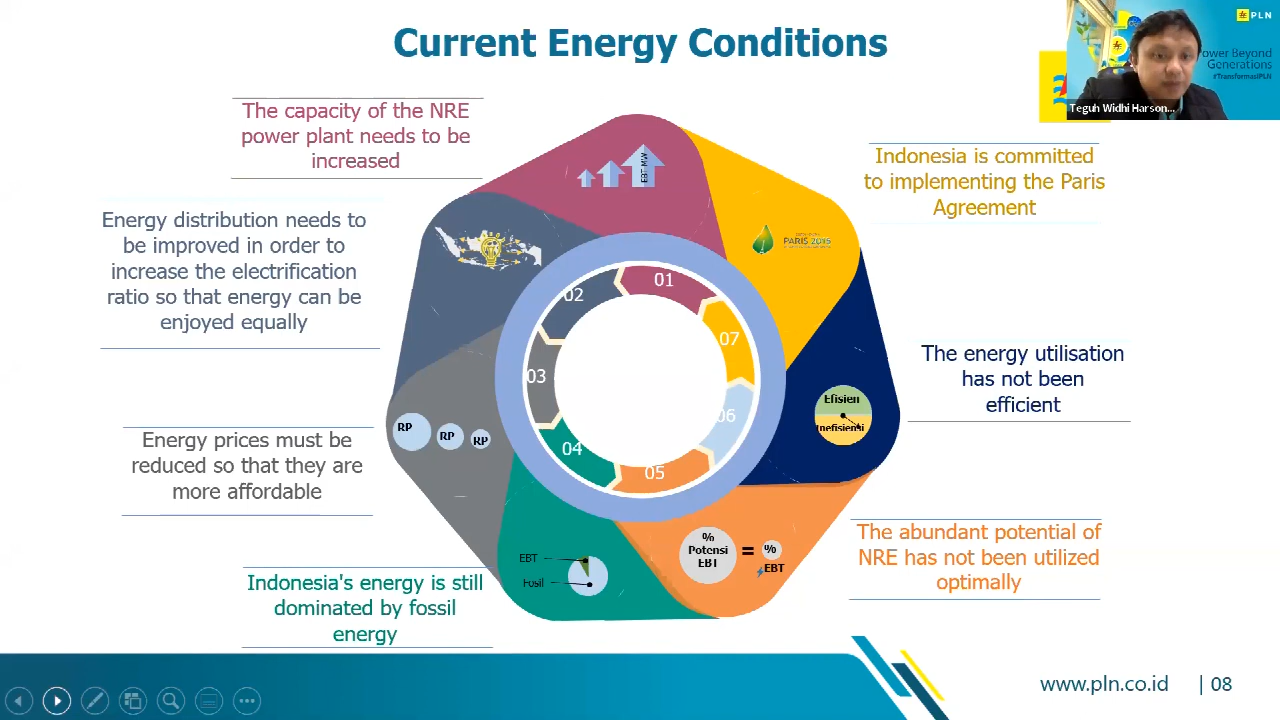 Current Energy Conditions
PLN
ower Beyond
Generations
#TransformasiPLN
Teguh Widhi Harson...
The capacity of the NRE
power plant needs to be
increased
Energy distribution needs to
be improved in order to
increase the electrification
ratio so that energy can be
enjoyed equally
Energy prices must be
reduced so that they are
more affordable
Indonesia's energy is still
dominated by fossil
energy
Indonesia is committed
to implementing the Paris
Agreement
The energy utilisation
has not been
efficient
The abundant potential of
NRE has not been utilized
optimally
EBT MW
PARIS 2015
Efisien
Inefisiensi
%
Potensi
EBT
=
%
EBT
EBT
Fosil
RP
RP
RP
01
02
03
04
05
06
07
www.pln.co.id
| 08